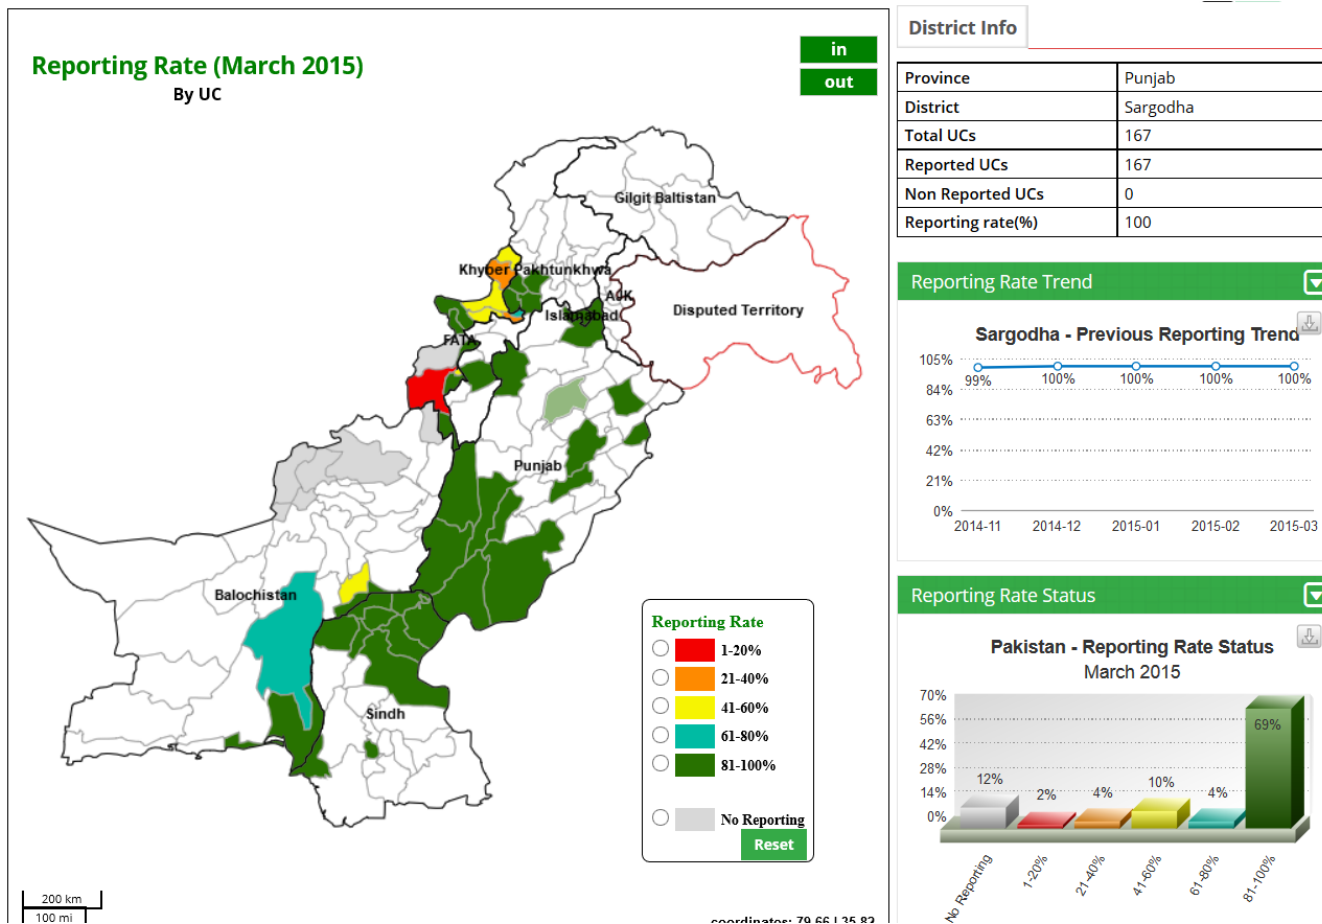 Reporting Rate (March 2015)
By UC
in
out
Gilgit Baltistan
Khyber Pakhtunkhwa
AJK
Islamabad
Disputed Territory
FATA
Punjab
Balochistan
Sindh
Reporting Rate
1-20%
21-40%
41-60%
61-80%
81-100%
No Reporting
Reset
200 km
100 mi
coordinates: 79.66 | 35.83
District Info
Province Punjab
District Sargodha
Total UCs 167
Reported UCs 167
Non Reported UCs 0
Reporting rate(%) 100
Reporting Rate Trend
Sargodha - Previous Reporting Trend
105%
84%
63%
42%
21%
0%
99% 100% 100% 100% 100%
2014-11 2014-12 2015-01 2015-02 2015-03
Reporting Rate Status
Pakistan - Reporting Rate Status
March 2015
70%
56%
42%
28%
14%
0%
12% 2% 4% 10% 4% 69%
No Reporting 1-20% 21-40% 41-60% 61-80% 81-100%